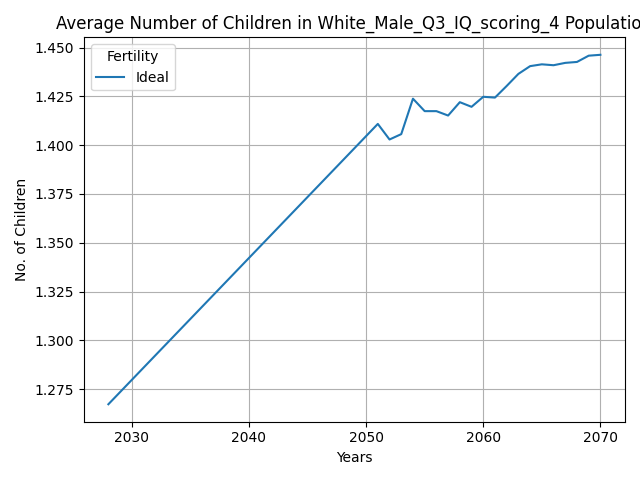 Average Number of Children in White_Male_Q3_IQ_scoring_4 Populatio
Fertility
Ideal
1.450
1.425
1.400
1.375
1.350
1.325
1.300
1.275
No. of Children
2030 2040 2050 2060 2070
Years